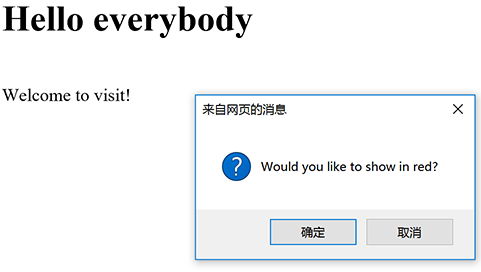 Hello everybody
Welcome to visit!
来自网页的消息
Would you like to show in red?
确定
取消